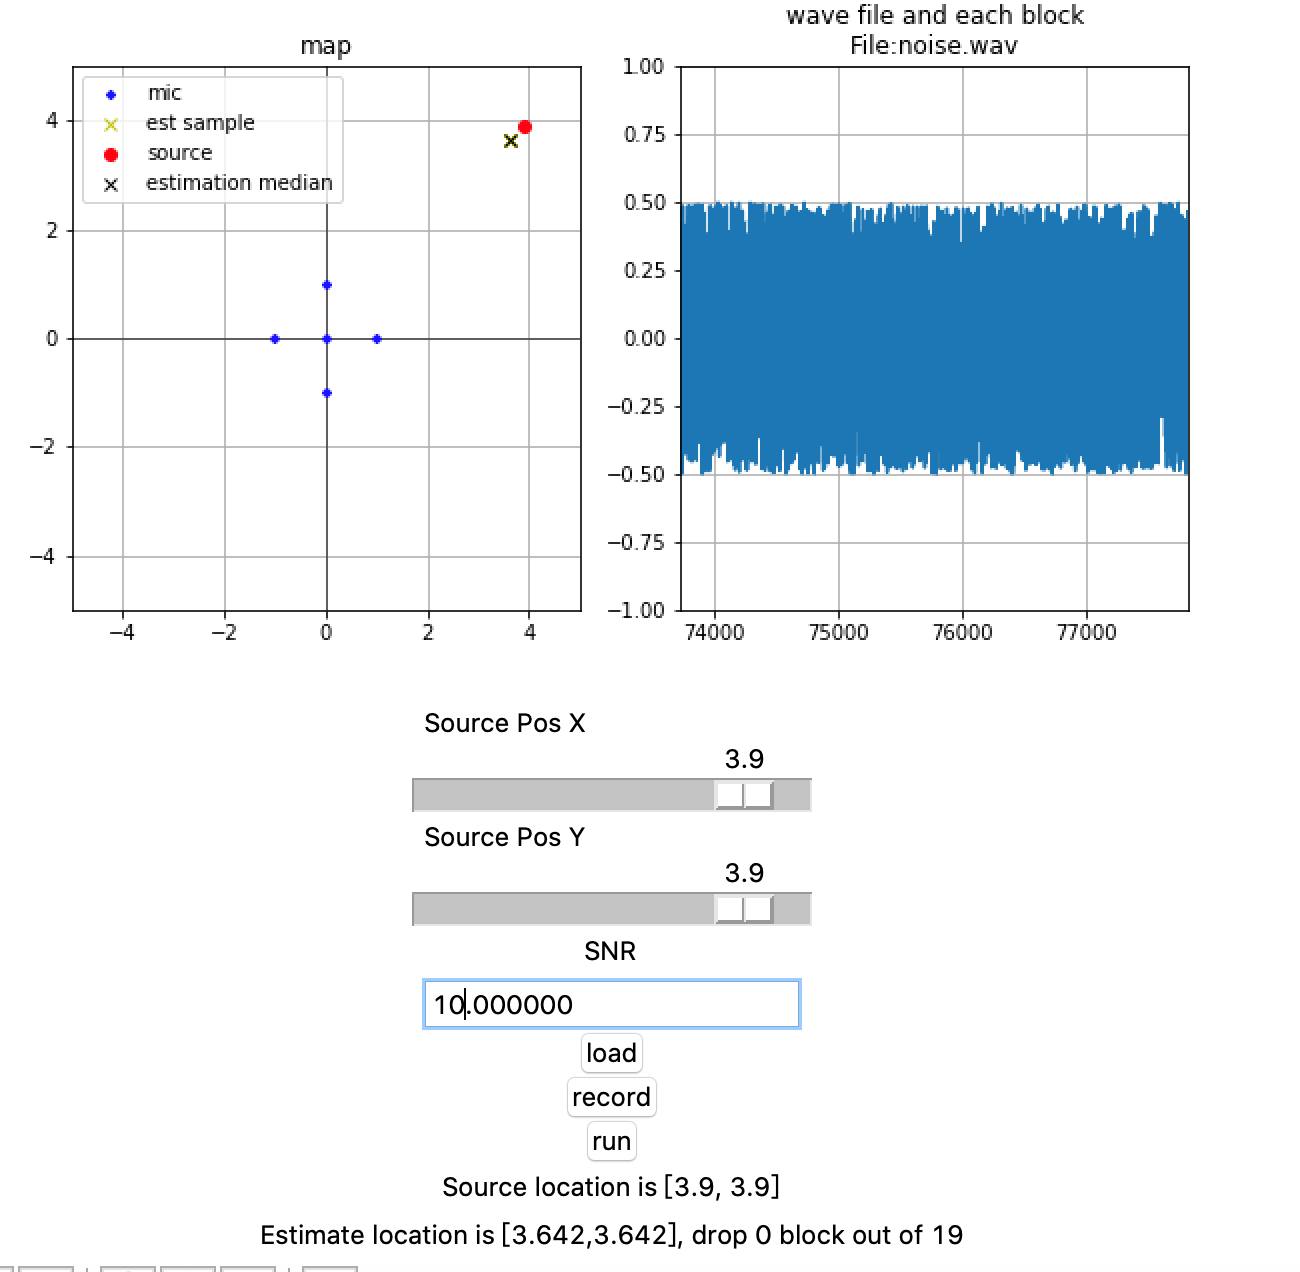 map
mic
est sample
source
estimation median
4
2
0
−2
−4
−4 −2 0 2 4
wave file and each block
File:noise.wav
1.00
0.75
0.50
0.25
0.00
−0.25
−0.50
−0.75
−1.00
74000 75000 76000 77000
Source Pos X
3.9
Source Pos Y
3.9
SNR
10.000000
load
record
run
Source location is [3.9, 3.9]
Estimate location is [3.642,3.642], drop 0 block out of 19